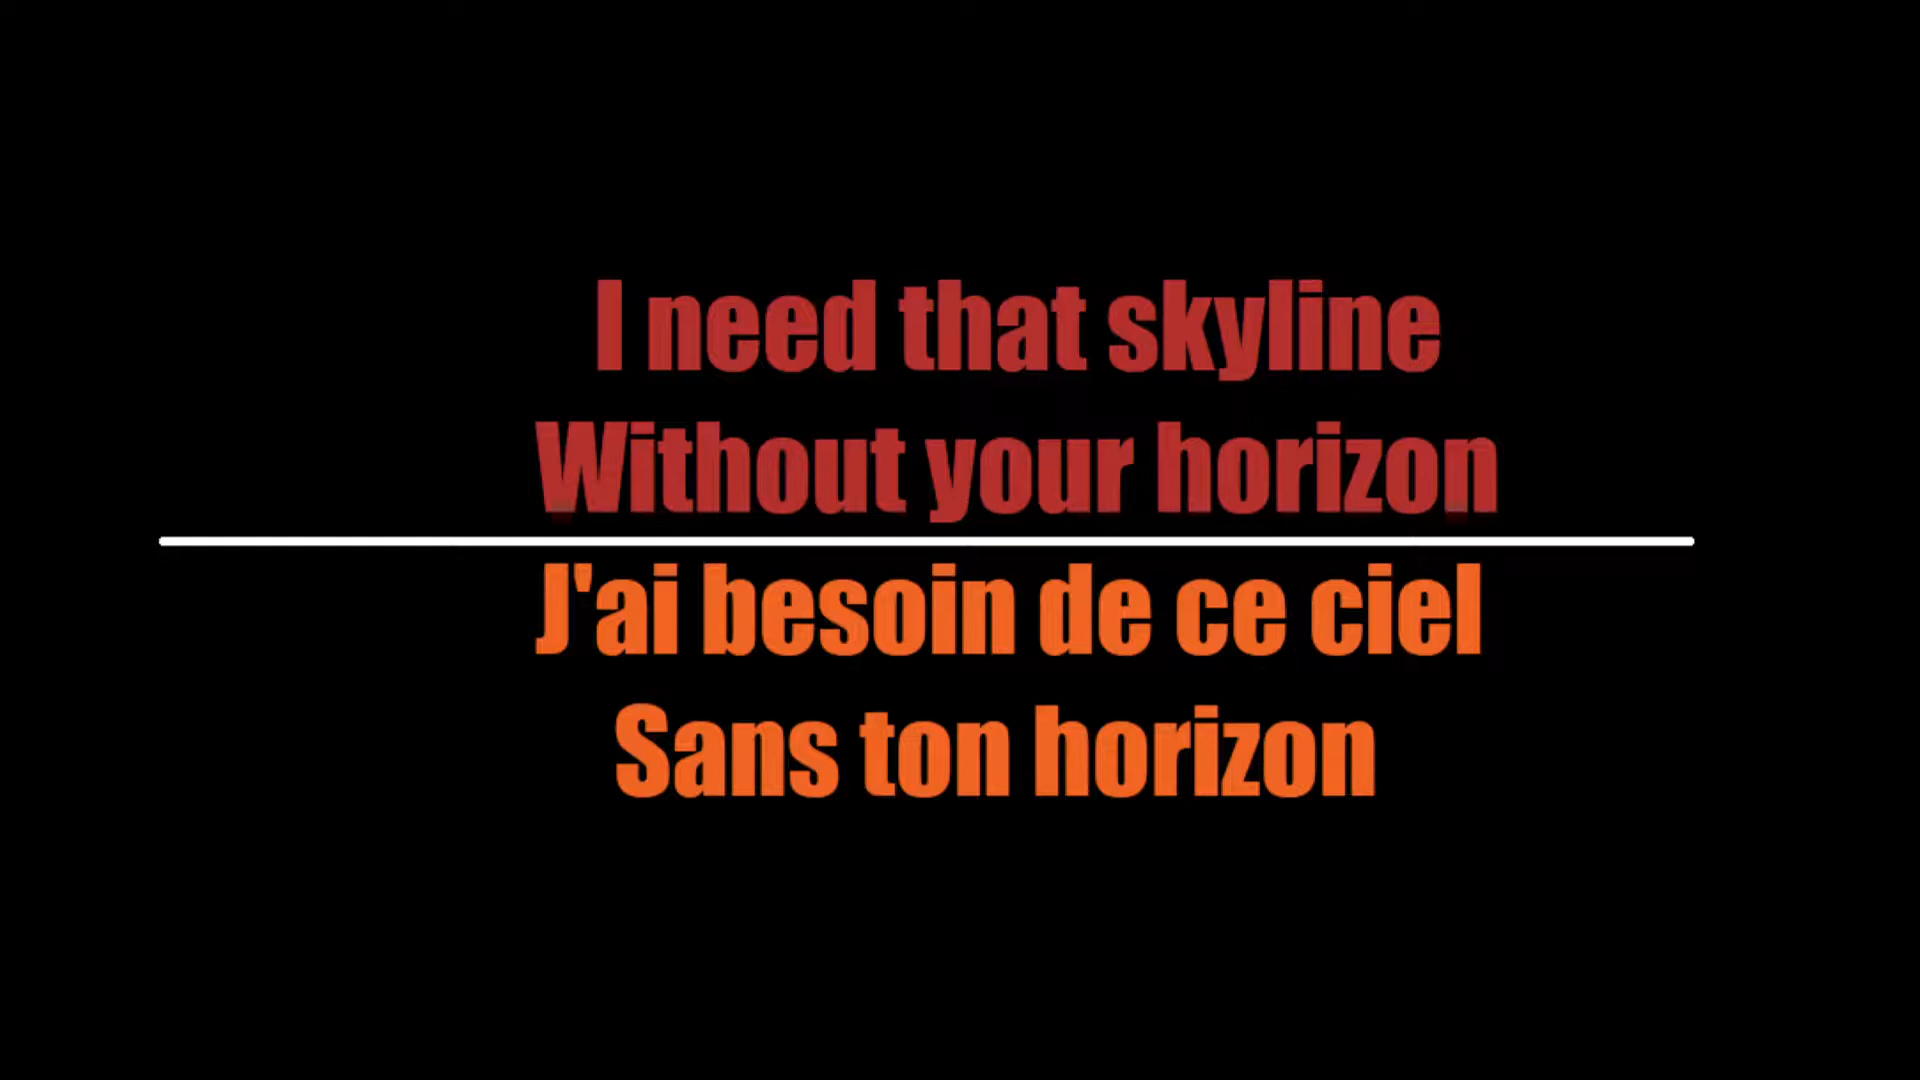 I need that skyline
Without your horizon
J'ai besoin de ce ciel
Sans ton horizon